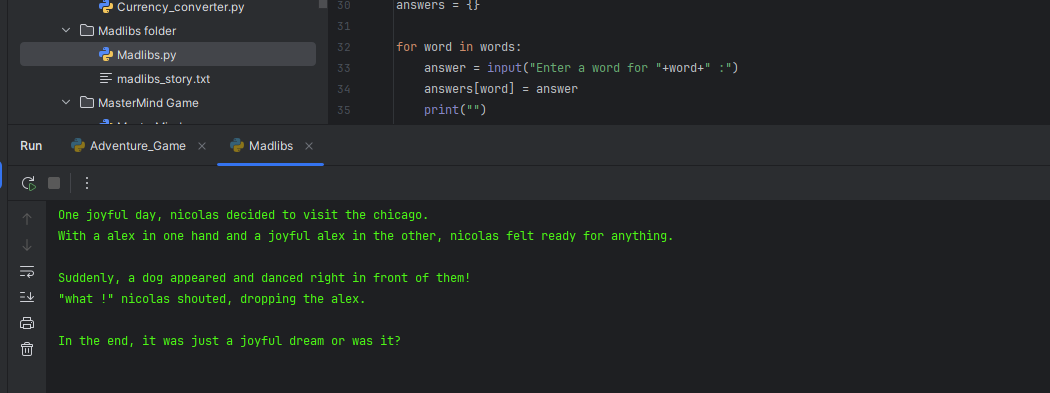 Currency_converter.py
Madlibs folder
Madlibs.py
madlibs_story.txt
MasterMind Game
30 answers = {}
31
32 for word in words:
33 answer = input("Enter a word for "+word+" :")
34 answers[word] = answer
35 print("")
Run Adventure_Game Madlibs
One joyful day, nicolas decided to visit the chicago.
With a alex in one hand and a joyful alex in the other, nicolas felt ready for anything.
Suddenly, a dog appeared and danced right in front of them!
"what !" nicolas shouted, dropping the alex.
In the end, it was just a joyful dream or was it?